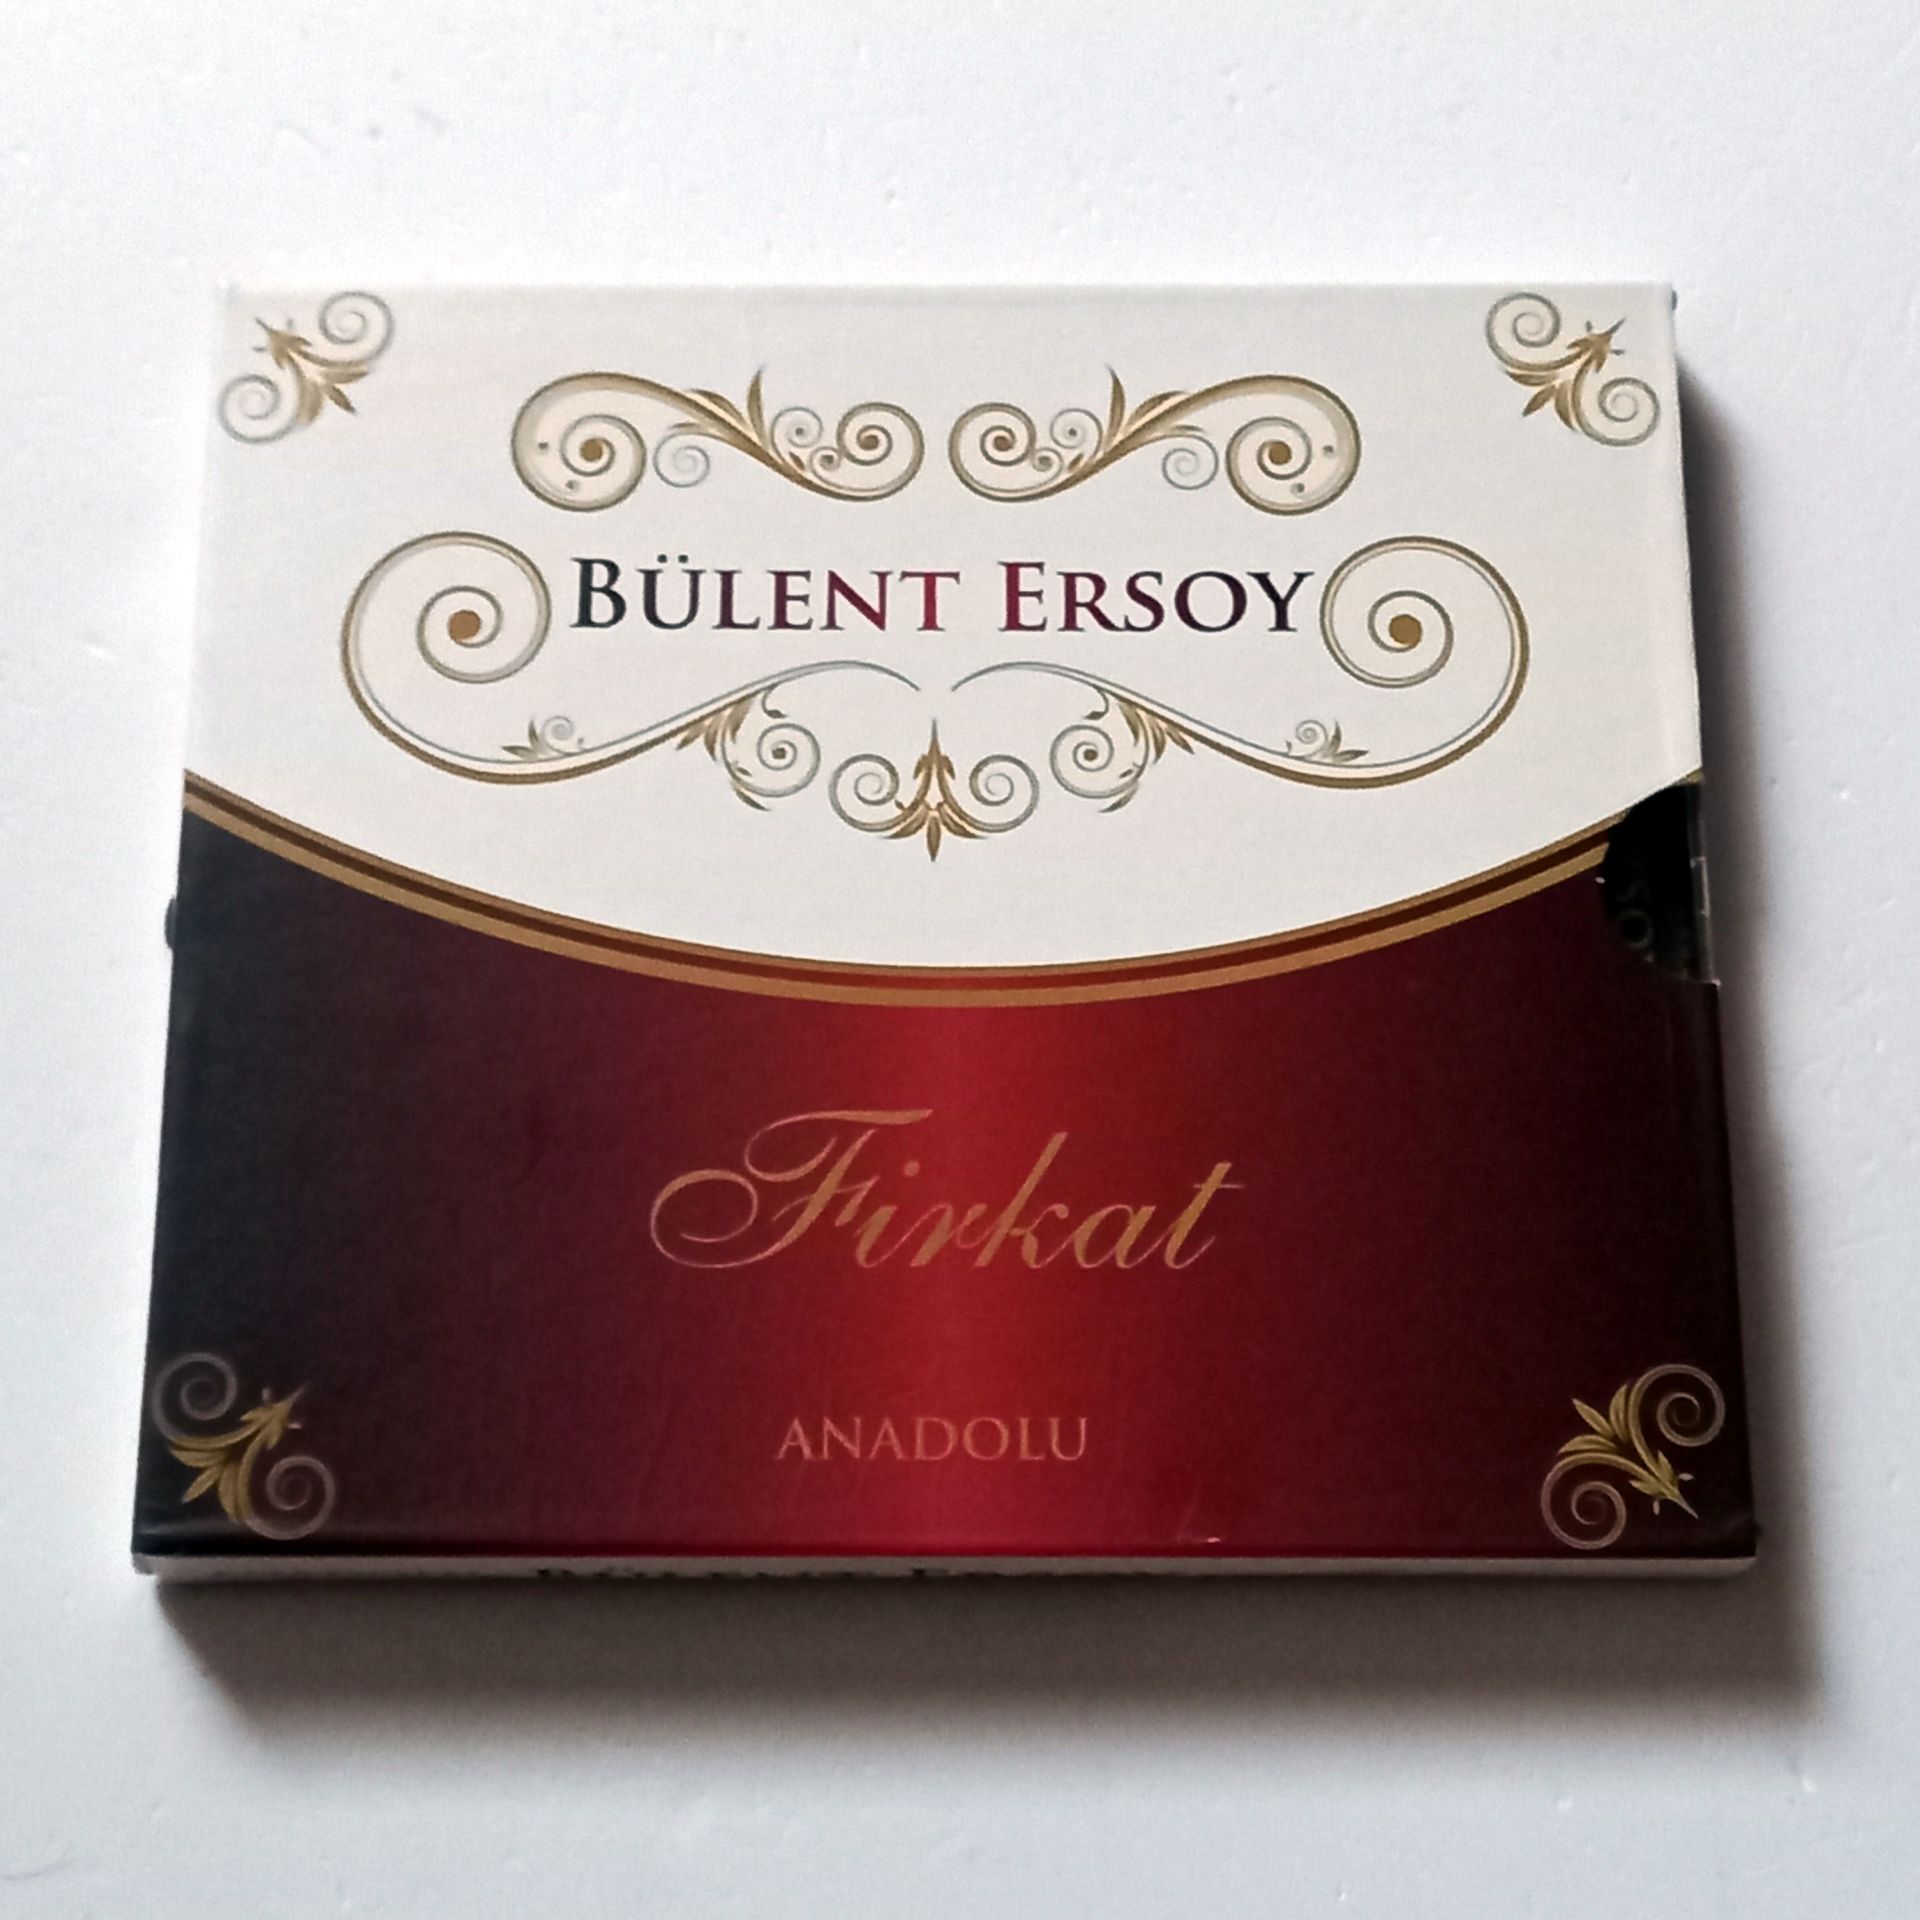 BÜLENT ERSOY
Firkat
ANADOLU